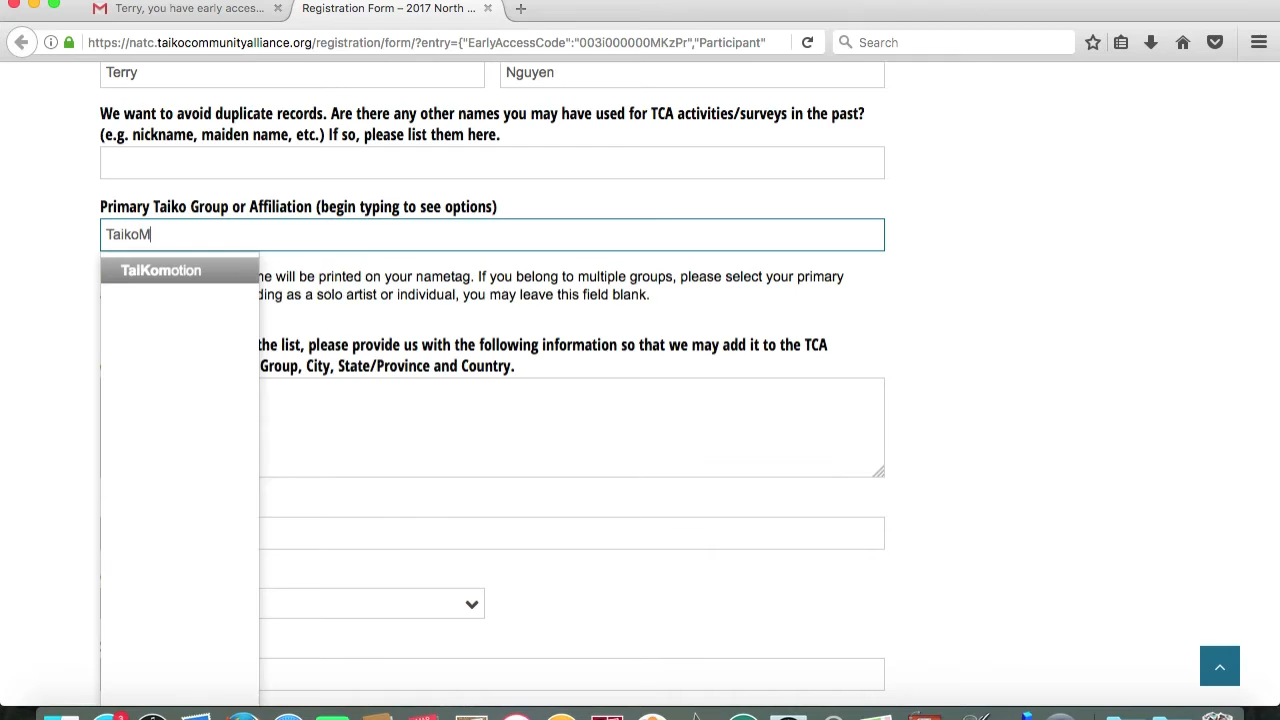 Terry, you have early acces...
Registration Form – 2017 North ...
https://natc.taikocommunityalliance.org/registration/form/?entry={"EarlyAccessCode":"003i000000MKzPr","Participant"
Search
Terry
Nguyen
We want to avoid duplicate records. Are there any other names you may have used for TCA activities/surveys in the past?
(e.g. nickname, maiden name, etc.) If so, please list them here.
Primary Taiko Group or Affiliation (begin typing to see options)
TaikoM
TaiKomotion
me will be printed on your nametag. If you belong to multiple groups, please select your primary
ding as a solo artist or individual, you may leave this field blank.
the list, please provide us with the following information so that we may add it to the TCA
Group, City, State/Province and Country.